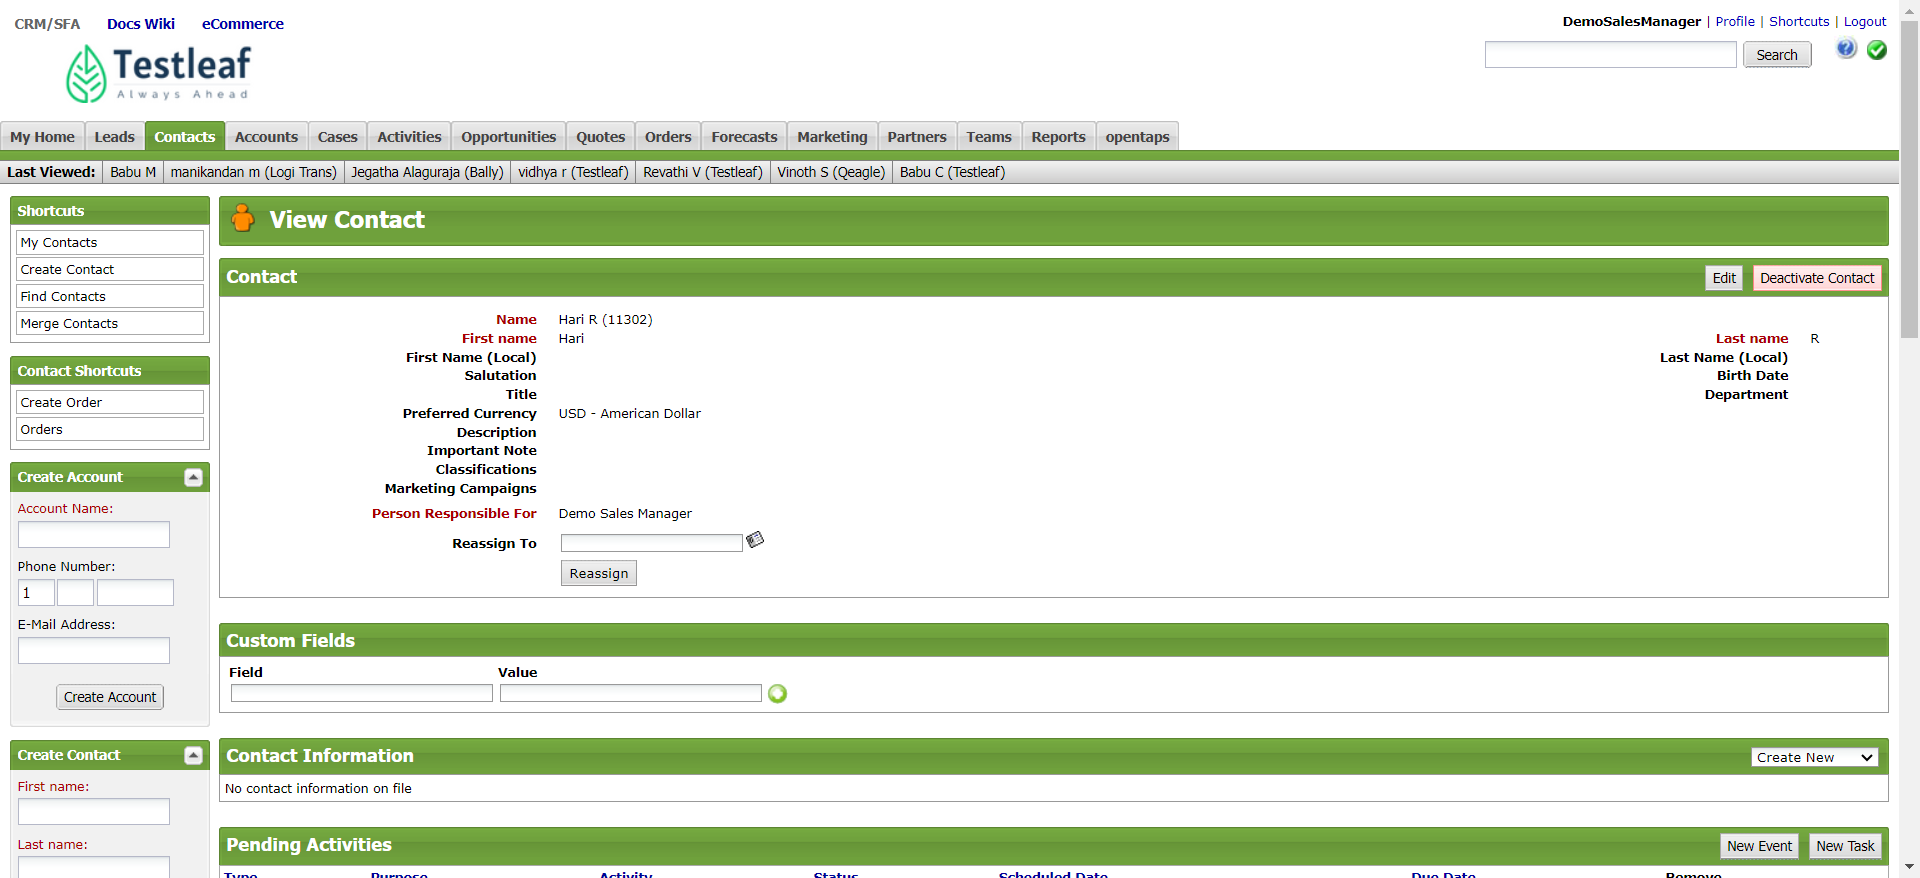 CRM/SFA Docs Wiki eCommerce
DemoSalesManager | Profile | Shortcuts | Logout
Testleaf
Always Ahead
Search
My Home Leads Contacts Accounts Cases Activities Opportunities Quotes Orders Forecasts Marketing Partners Teams Reports opentaps
Last Viewed: Babu M manikandan m (Logi Trans) Jegatha Alaguraja (Bally) vidhya r (Testleaf) Revathi V (Testleaf) Vinoth S (Qeagle) Babu C (Testleaf)
Shortcuts
My Contacts
Create Contact
Find Contacts
Merge Contacts
Contact Shortcuts
Create Order
Orders
Create Account
Account Name:
Phone Number:
1
E-Mail Address:
Create Account
Create Contact
First name:
Last name:
View Contact
Contact Edit Deactivate Contact
Name Hari R (11302)
First name Hari Last name R
First Name (Local) Last Name (Local)
Salutation Birth Date
Title Department
Preferred Currency USD - American Dollar
Description
Important Note
Classifications
Marketing Campaigns
Person Responsible For Demo Sales Manager
Reassign To
Reassign
Custom Fields
Field Value
Contact Information Create New
No contact information on file
Pending Activities New Event New Task
Type Purpose Activity Status Scheduled Date Due Date Remove